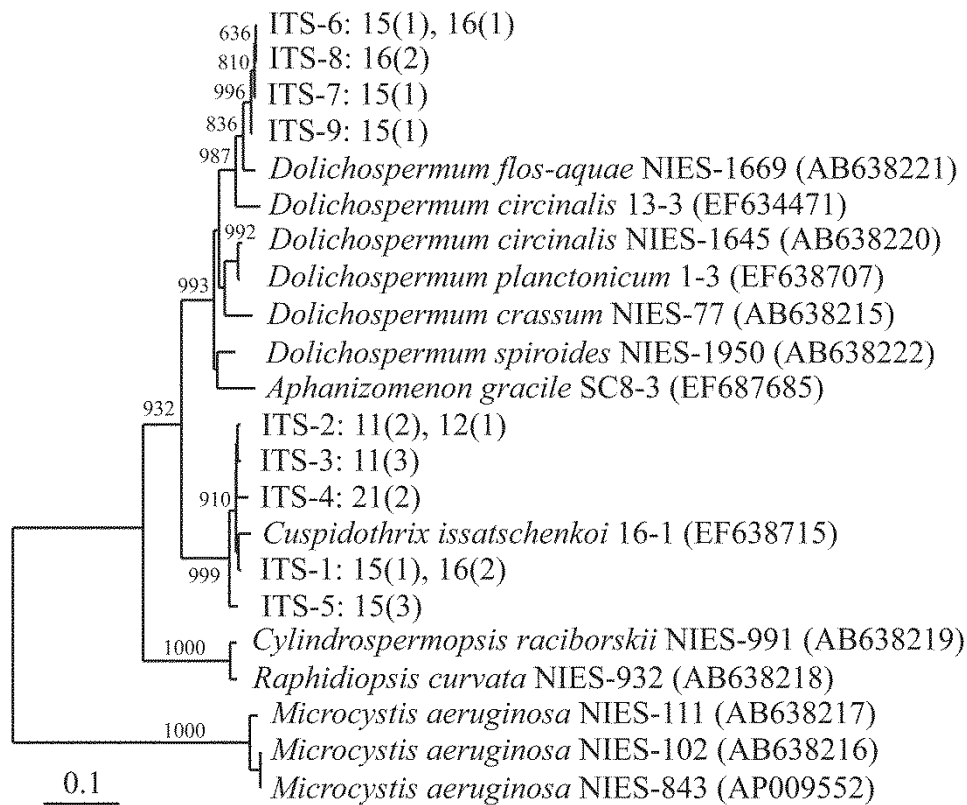 636
ITS-6: 15(1), 16(1)
810
ITS-8: 16(2)
996
ITS-7: 15(1)
836
ITS-9: 15(1)
987
Dolichospermum flos-aquae NIES-1669 (AB638221)
Dolichospermum circinalis 13-3 (EF634471)
992
Dolichospermum circinalis NIES-1645 (AB638220)
993
Dolichospermum planctonicum 1-3 (EF638707)
Dolichospermum crassum NIES-77 (AB638215)
Dolichospermum spiroides NIES-1950 (AB638222)
Aphanizomenon gracile SC8-3 (EF687685)
932
ITS-2: 11(2), 12(1)
ITS-3: 11(3)
910
ITS-4: 21(2)
Cuspidothrix issatschenkoi 16-1 (EF638715)
999
ITS-1: 15(1), 16(2)
ITS-5: 15(3)
1000
Cylindrospermopsis raciborskii NIES-991 (AB638219)
Raphidiopsis curvata NIES-932 (AB638218)
1000
Microcystis aeruginosa NIES-111 (AB638217)
Microcystis aeruginosa NIES-102 (AB638216)
Microcystis aeruginosa NIES-843 (AP009552)
0.1